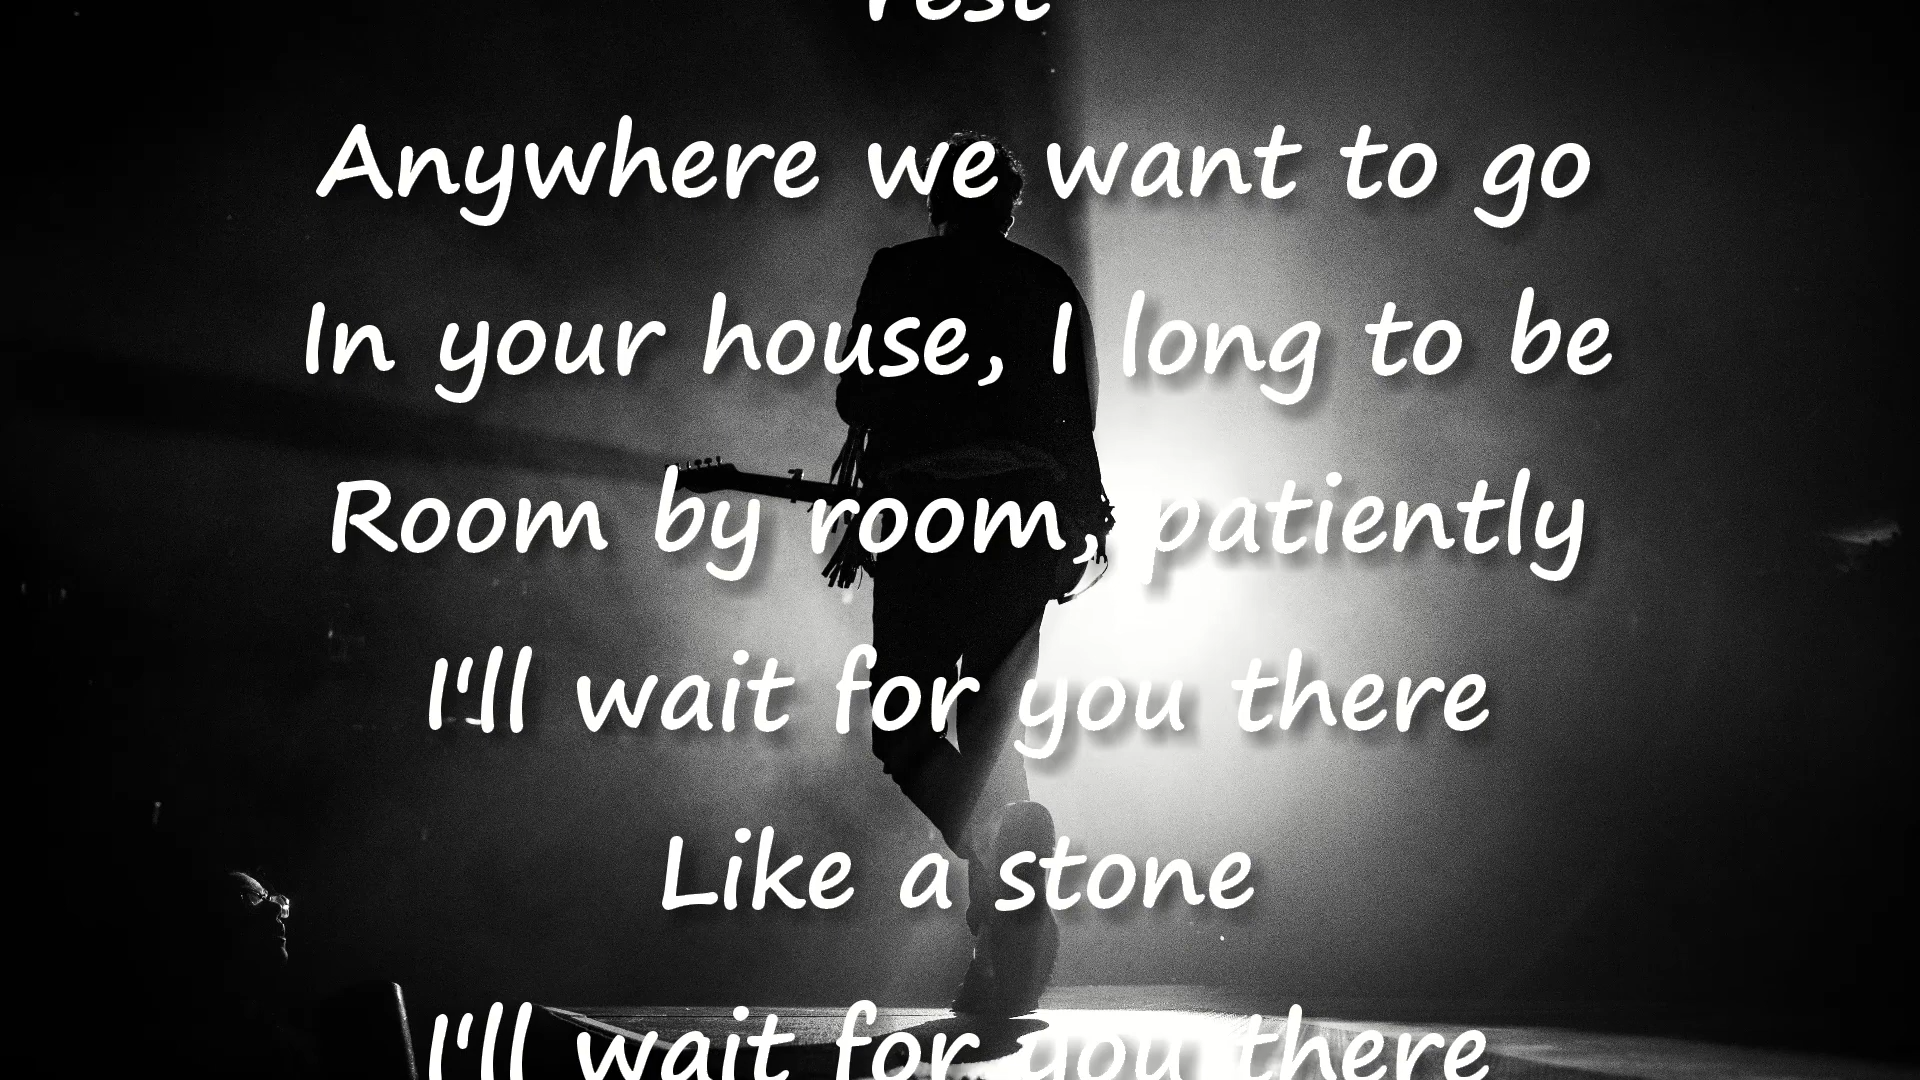 rest
Anywhere we want to go
In your house, I long to be
Room by room, patiently
I'll wait for you there
Like a stone
I'll wait for you there